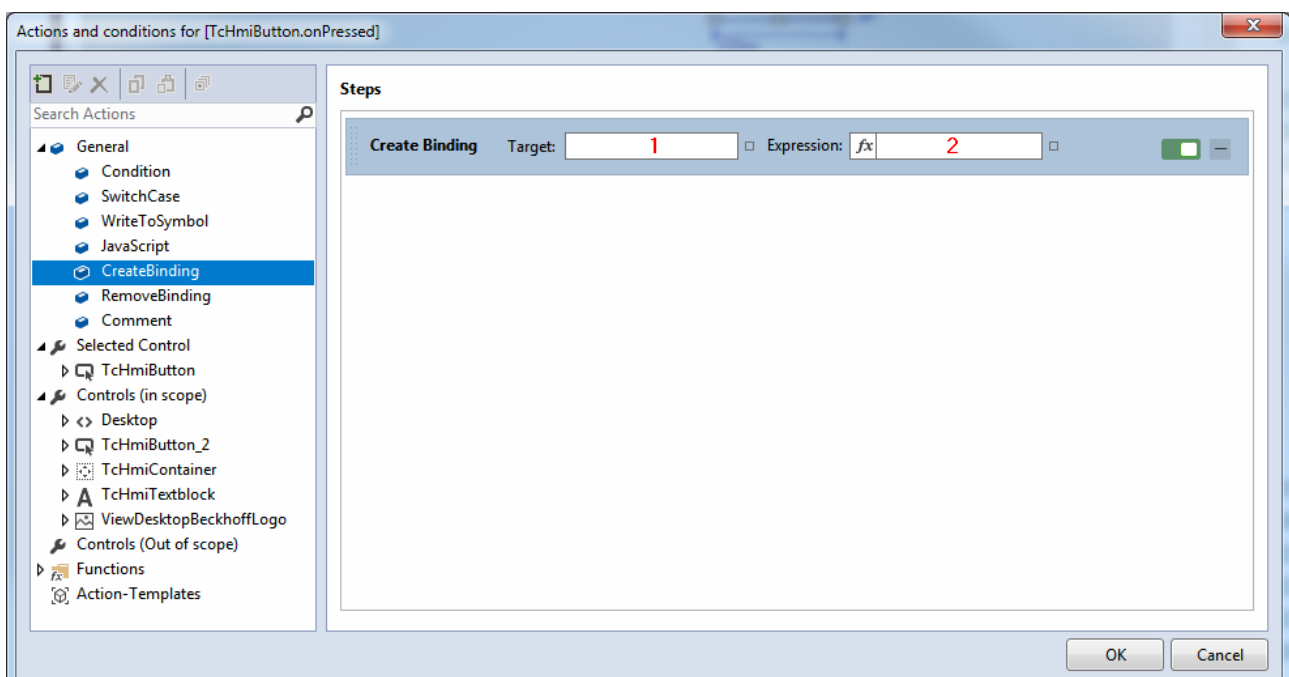 Actions and conditions for [TcHmiButton.onPressed]
Search Actions
General
Condition
SwitchCase
WriteToSymbol
JavaScript
CreateBinding
RemoveBinding
Comment
Selected Control
TcHmiButton
Controls (in scope)
Desktop
TcHmiButton_2
TcHmiContainer
TcHmiTextblock
ViewDesktopBeckhoffLogo
Controls (Out of scope)
Functions
Action-Templates
Steps
Create Binding Target: 1 Expression: fx 2
OK Cancel